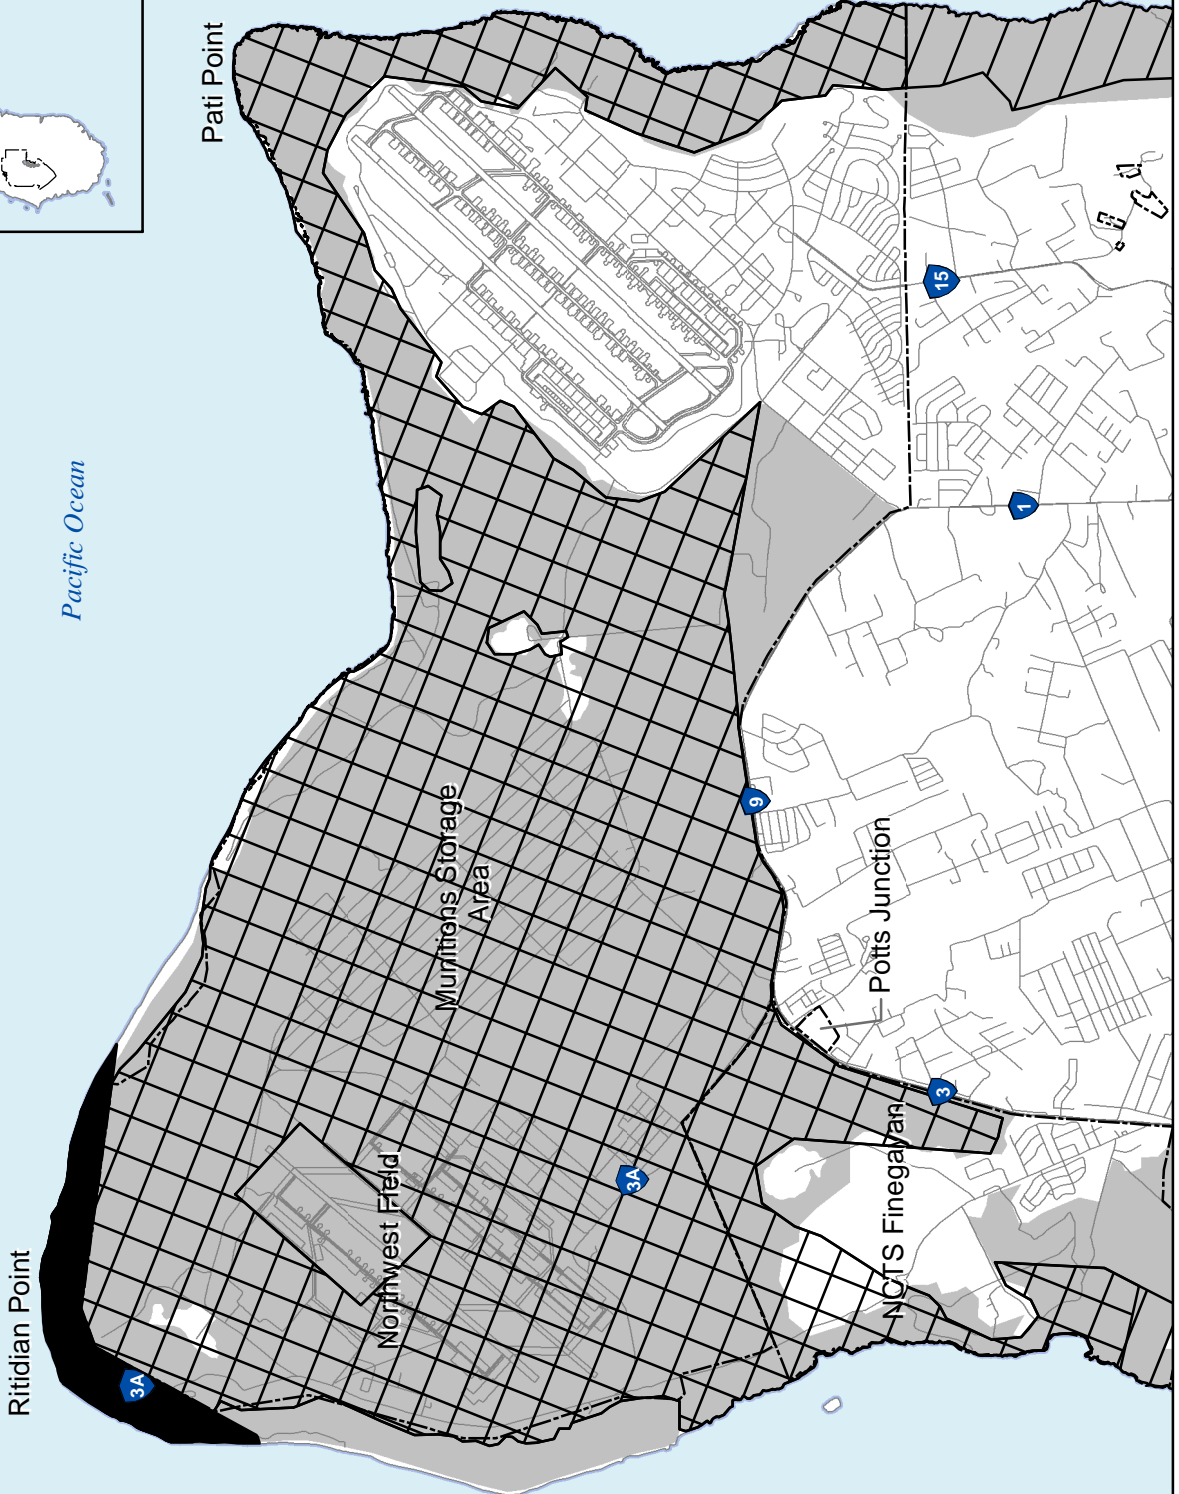 Ritidian Point
Pati Point
Pacific Ocean
3A
Northwest Field
Munitions Storage
Area
3A
9
Potts Junction
NCTS Finegayan
3
1
15